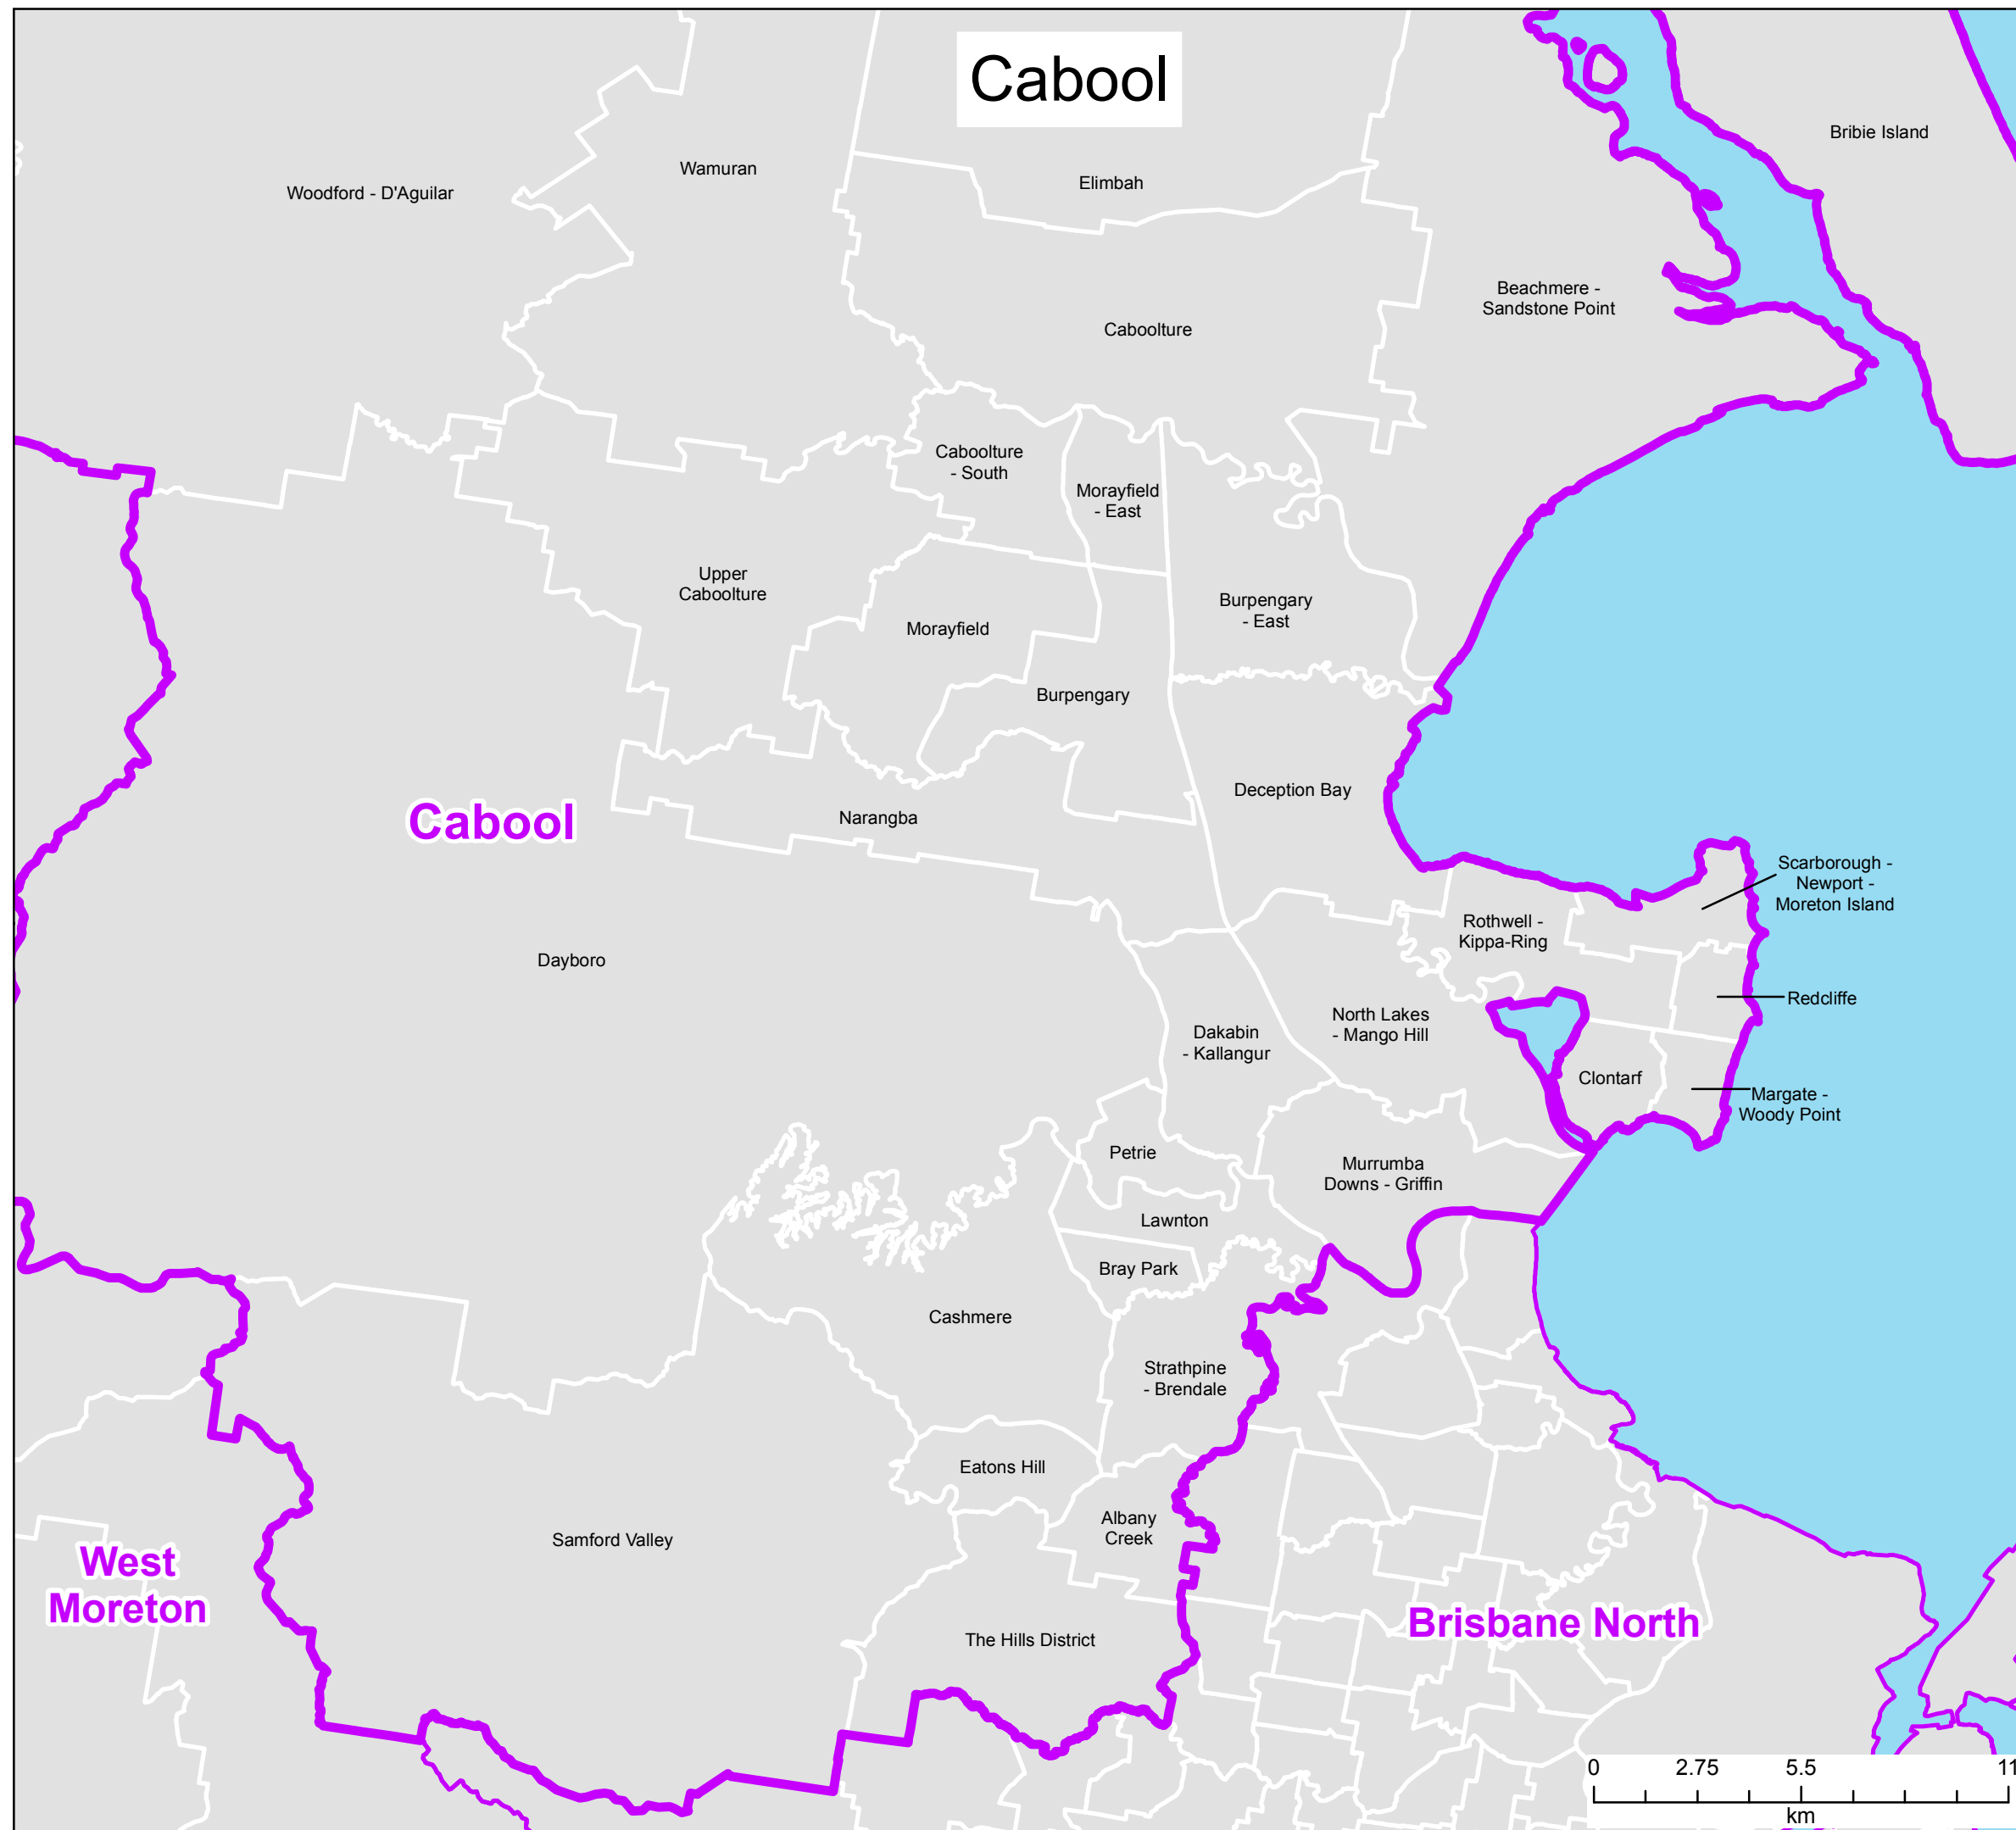 Cabool
Bribie Island
Wamuran
Elimbah
Woodford - D'Aguilar
Beachmere -
Sandstone Point
Caboolture
Caboolture
- South
Morayfield
- East
Upper
Caboolture
Burpengary
- East
Morayfield
Burpengary
Deception Bay
Cabool
Narangba
Scarborough -
Newport -
Moreton Island
Rothwell -
Kippa-Ring
Dayboro
Redcliffe
North Lakes
- Mango Hill
Dakabin
- Kallangur
Clontarf
Margate -
Woody Point
Petrie
Murrumba
Downs - Griffin
Lawnton
Bray Park
Cashmere
Strathpine
- Brendale
Eatons Hill
Albany
Creek
Samford Valley
West
Moreton
Brisbane North
The Hills District
0 2.75 5.5 11
km